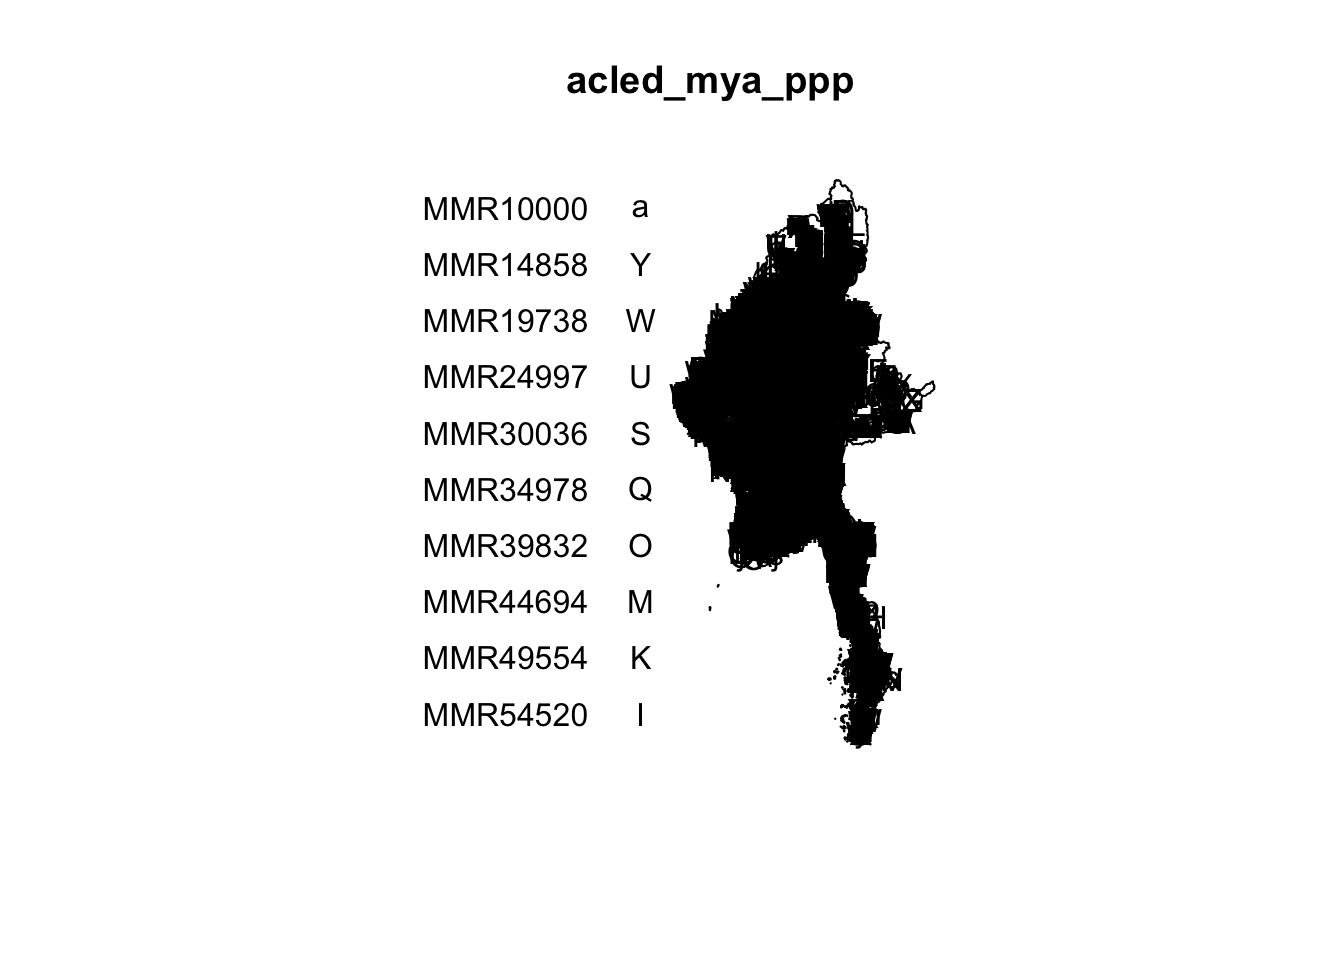 acled_mya_ppp
MMR10000 a
MMR14858 Y
MMR19738 W
MMR24997 U
MMR30036 S
MMR34978 Q
MMR39832 O
MMR44694 M
MMR49554 K
MMR54520 I